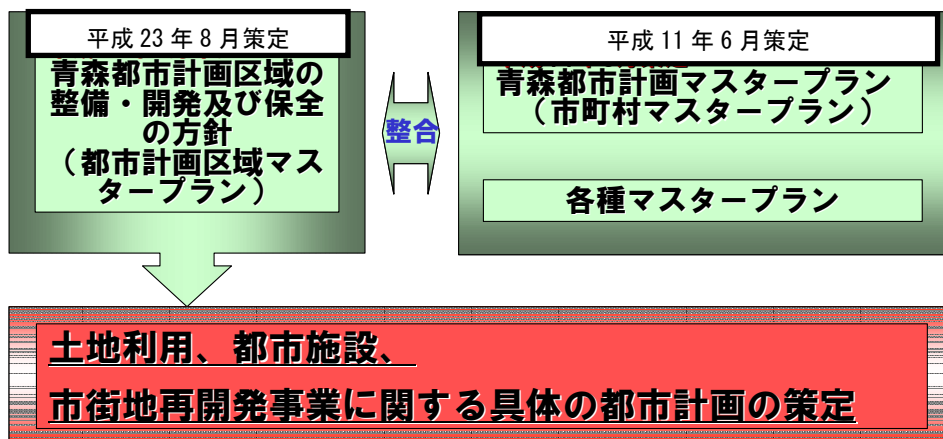 平成 23 年 8 月策定
青森都市計画区域の
整備・開発及び保全
の方針
（都市計画区域マス
タープラン）
整合
平成 11 年 6 月策定
青森都市計画マスタープラン
（市町村マスタープラン）
各種マスタープラン
土地利用、都市施設、
市街地再開発事業に関する具体の都市計画の策定